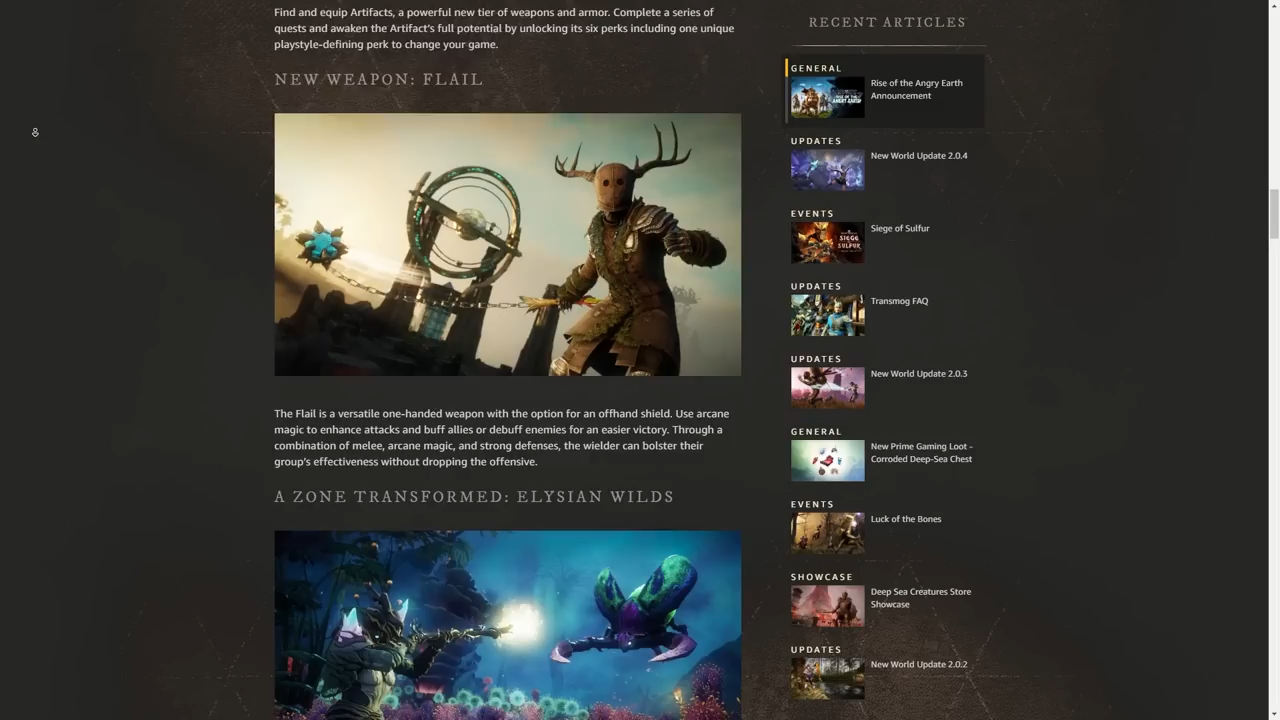 Find and equip Artifacts, a powerful new tier of weapons and armor. Complete a series of
quests and awaken the Artifact's full potential by unlocking its six perks including one unique
playstyle-defining perk to change your game.
NEW WEAPON: FLAIL
The Flail is a versatile one-handed weapon with the option for an offhand shield. Use arcane
magic to enhance attacks and buff allies or debuff enemies for an easier victory. Through a
combination of melee, arcane magic, and strong defenses, the wielder can bolster their
group's effectiveness without dropping the offensive.
A ZONE TRANSFORMED: ELYSIAN WILDS
RECENT ARTICLES
GENERAL
Rise of the Angry Earth
Announcement
UPDATES
New World Update 2.0.4
EVENTS
SIEGE
OF
SULFUR
Siege of Sulfur
UPDATES
Transmog FAQ
UPDATES
New World Update 2.0.3
GENERAL
New Prime Gaming Loot -
Corroded Deep-Sea Chest
EVENTS
Luck of the Bones
SHOWCASE
Deep Sea Creatures Store
Showcase
UPDATES
New World Update 2.0.2